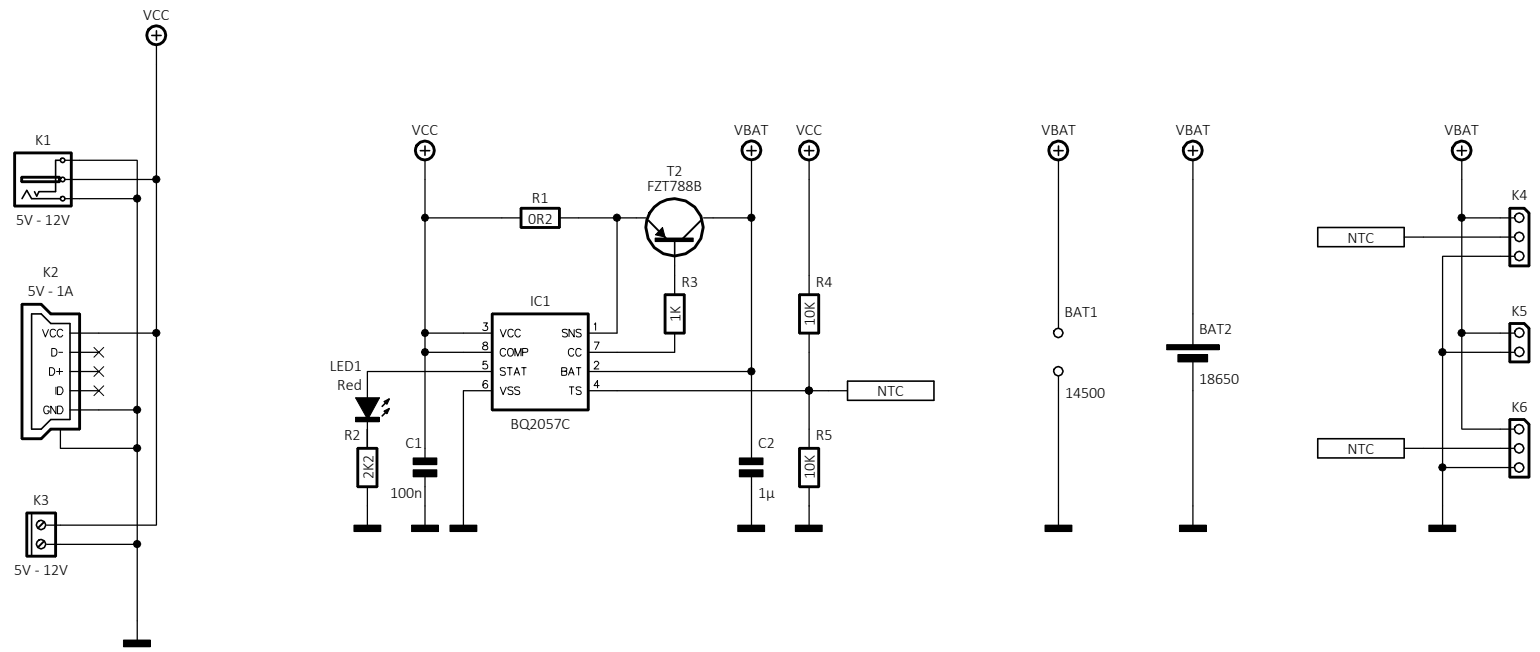 VCC
K1
5V - 12V
K2
5V - 1A
VCC
D-
D+
ID
GND
K3
5V - 12V
VCC
R1
0R2
T2
FZT788B
VBAT
VCC
R3
1K
R4
10K
IC1
3 VCC SNS 1
8 COMP CC 7
5 STAT BAT 2
6 VSS TS 4
BQ2057C
NTC
LED1
Red
R2
2K2
C1
100n
C2
1µ
R5
10K
VBAT
BAT1
14500
VBAT
BAT2
18650
VBAT
K4
NTC
K5
K6
NTC